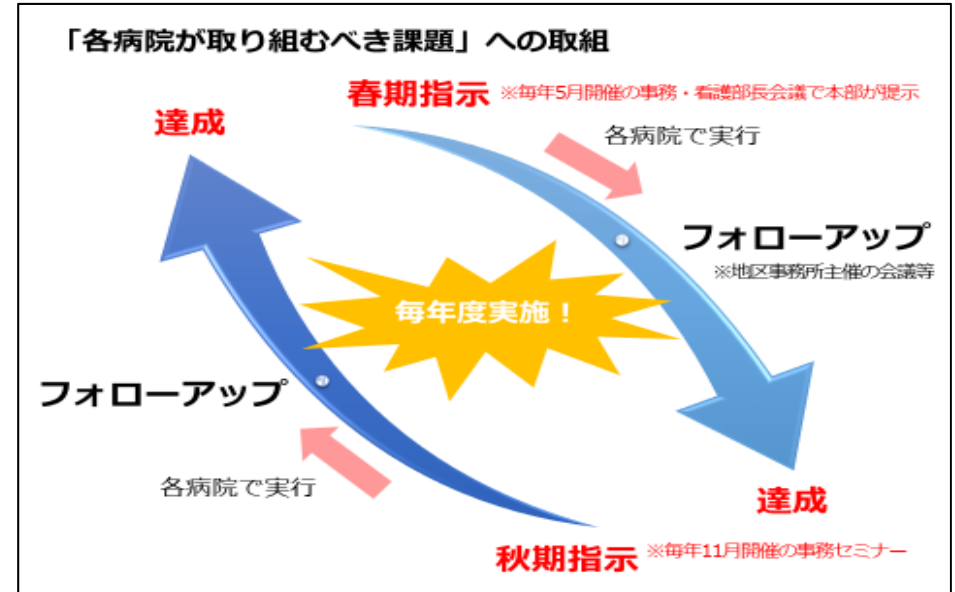 「各病院が取り組むべき課題」への取組
春期指示 ※毎年5月開催の事務・看護部長会議で本部が提示
達成
各病院で実行
フォローアップ
※地区事務所主催の会議等
毎年度実施！
フォローアップ
各病院で実行
達成
秋期指示 ※毎年11月開催の事務セミナー